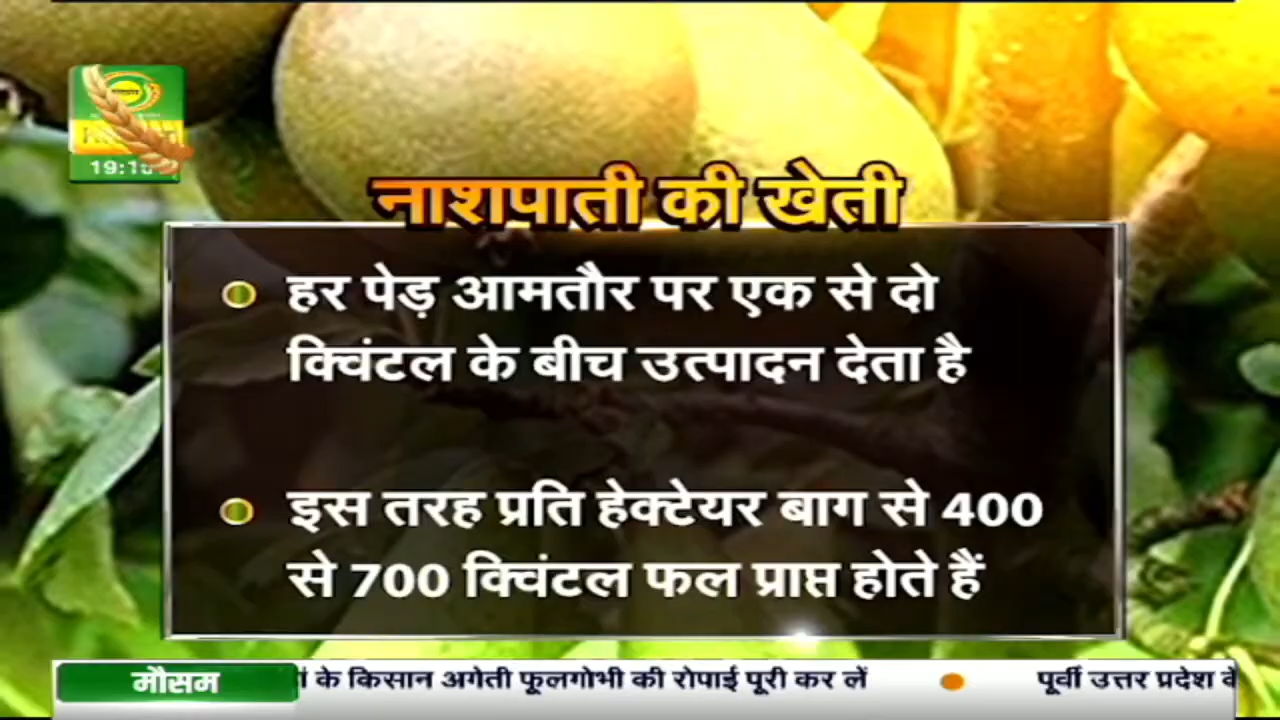 19:1
नाशपाती की खेती
हर पेड़ आमतौर पर एक से दो
क्विंटल के बीच उत्पादन देता है
इस तरह प्रति हेक्टेयर बाग से 400
से 700 क्विंटल फल प्राप्त होते हैं
मौसम
के किसान अगेती फूलगोभी की रोपाई पूरी कर लें
पूर्वी उत्तर प्रदेश के